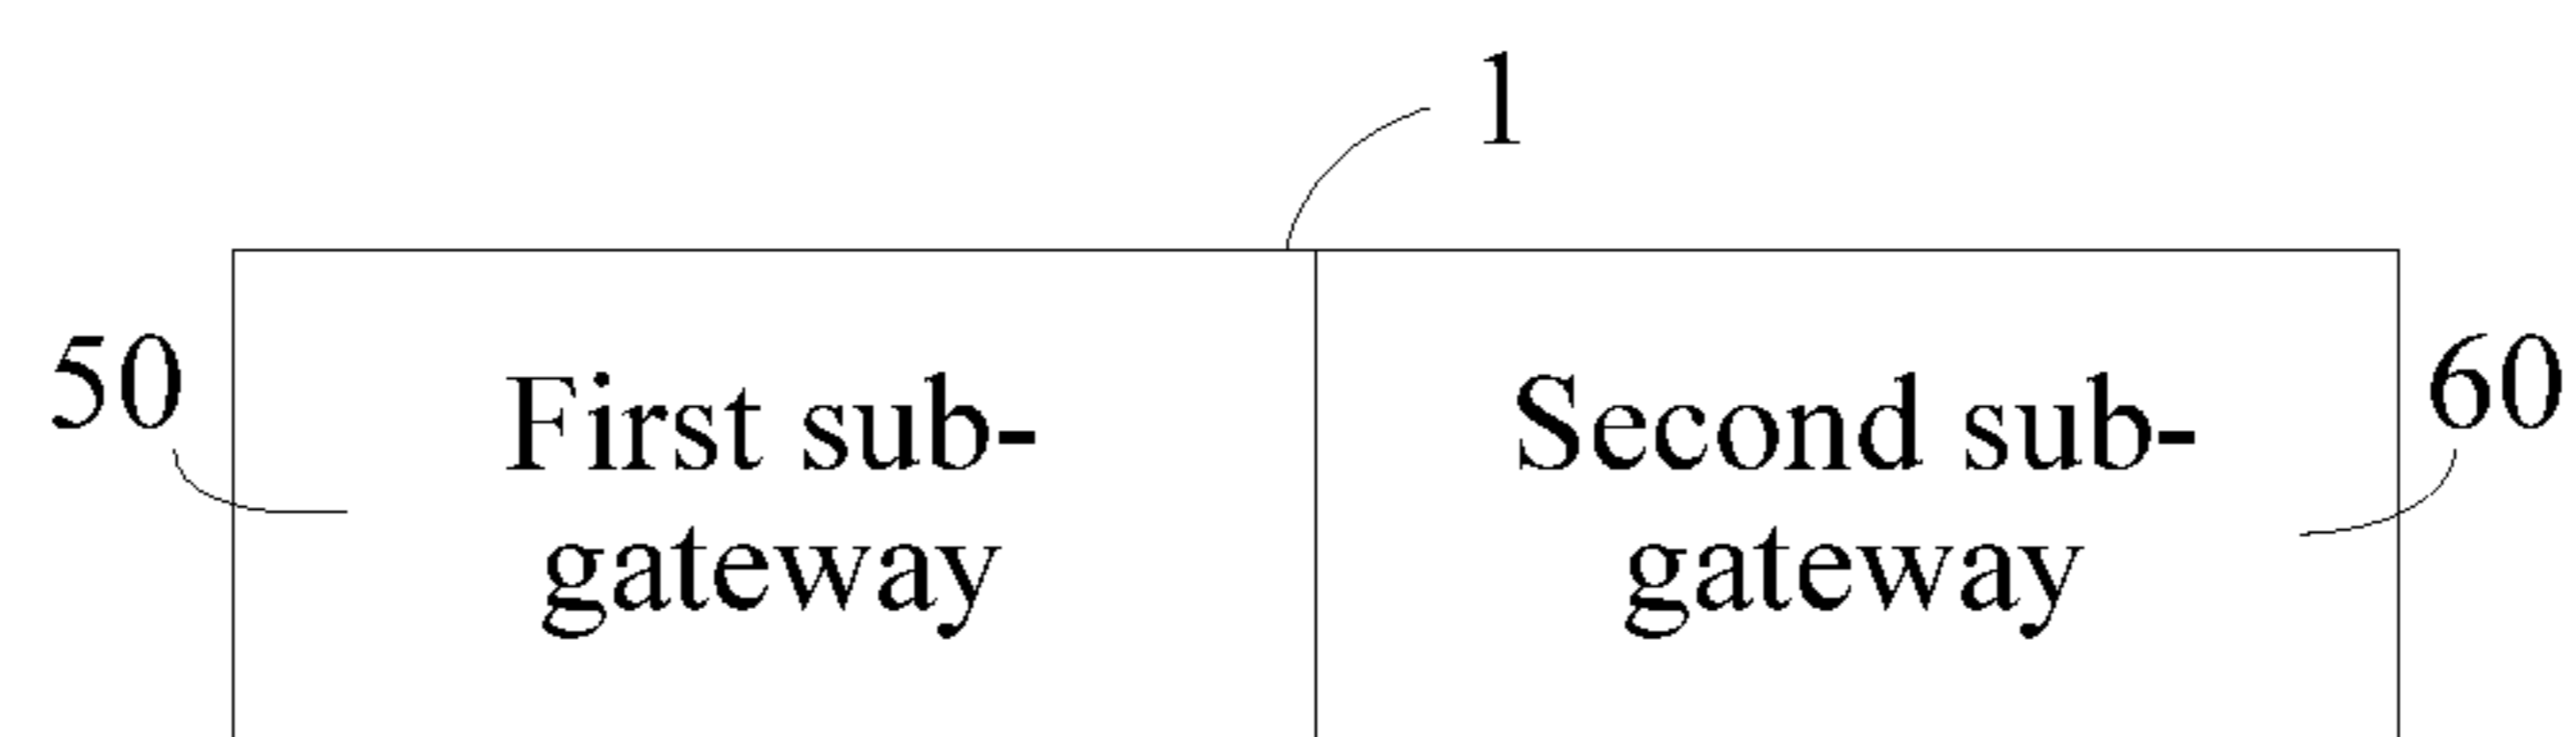 1
50
First sub-
gateway
Second sub-
gateway
60